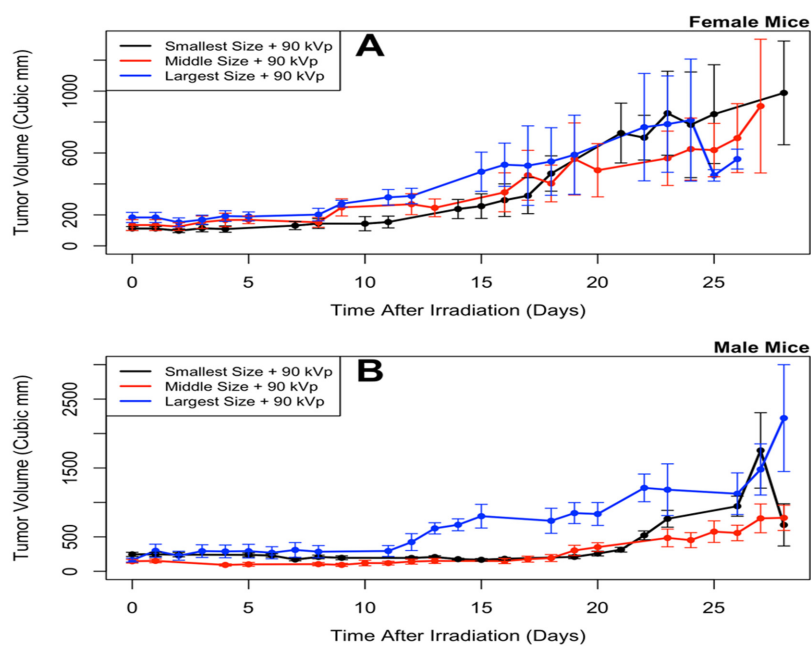 Female Mice
A
Smallest Size + 90 kVp
Middle Size + 90 kVp
Largest Size + 90 kVp
Tumor Volume (Cubic mm)
1000
600
200
0
0 5 10 15 20 25
Time After Irradiation (Days)
Male Mice
B
Smallest Size + 90 kVp
Middle Size + 90 kVp
Largest Size + 90 kVp
Tumor Volume (Cubic mm)
2500
1500
500
0
0 5 10 15 20 25
Time After Irradiation (Days)